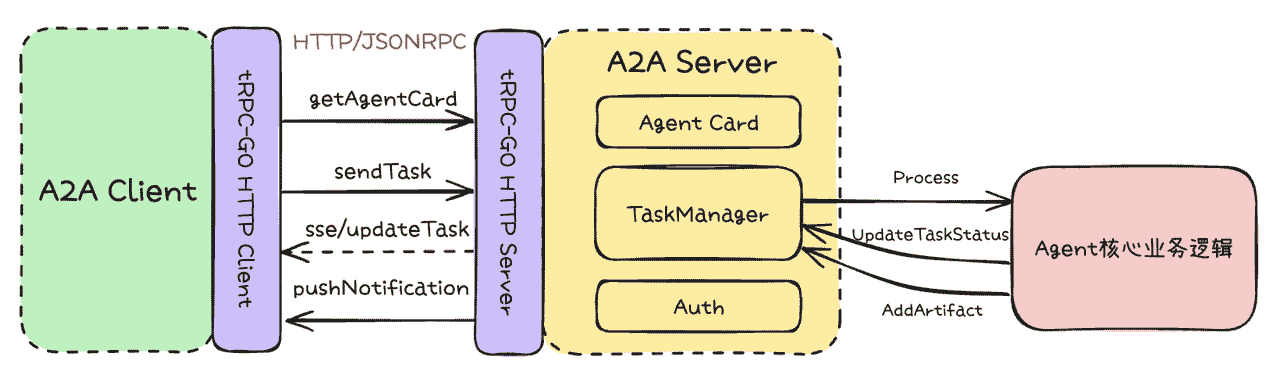 A2A Client
tRPC-GO HTTP Client
HTTP/JSONRPC
getAgentCard
sendTask
sse/updateTask
pushNotification
tRPC-GO HTTP Server
A2A Server
Agent Card
TaskManager
Auth
Process
UpdateTaskStatus
AddArtifact
Agent核心业务逻辑